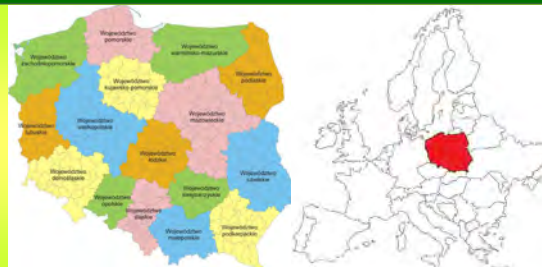 Województwo
pomorskie
Województwo
zachodniopomorskie
Województwo
warmińsko-mazurskie
Województwo
podlaskie
Województwo
kujawsko-pomorskie
Województwo
mazowieckie
Województwo
lubuskie
Województwo
wielkopolskie
Województwo
łódzkie
Województwo
Województwo
dolnośląskie
Województwo
opolskie
Województwo
świętokrzyskie
Województwo
śląskie
Województwo
małopolskie
Województwo
podkarpackie